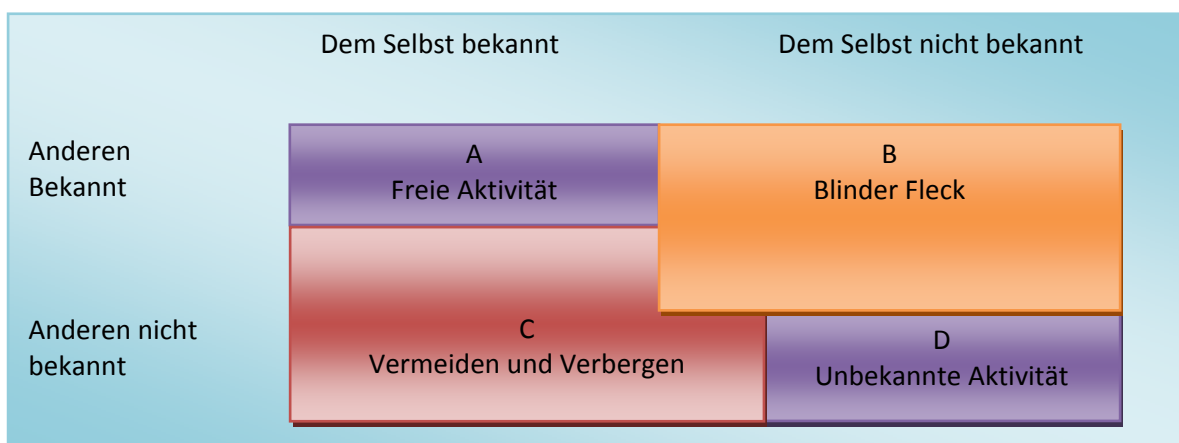 Dem Selbst bekannt
Dem Selbst nicht bekannt
Anderen
Bekannt
A
Freie Aktivität
B
Blinder Fleck
Anderen nicht
bekannt
C
Vermeiden und Verbergen
D
Unbekannte Aktivität